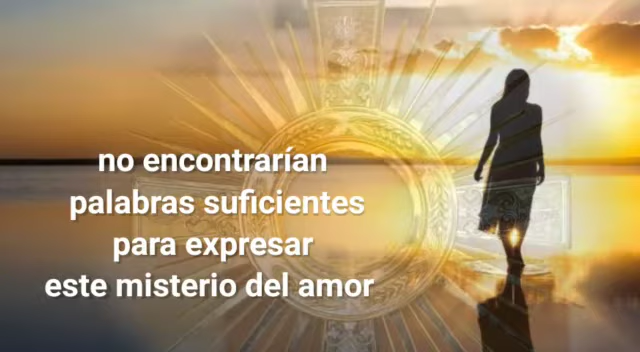 no encontrarían
palabras suficientes
para expresar
este misterio del amor